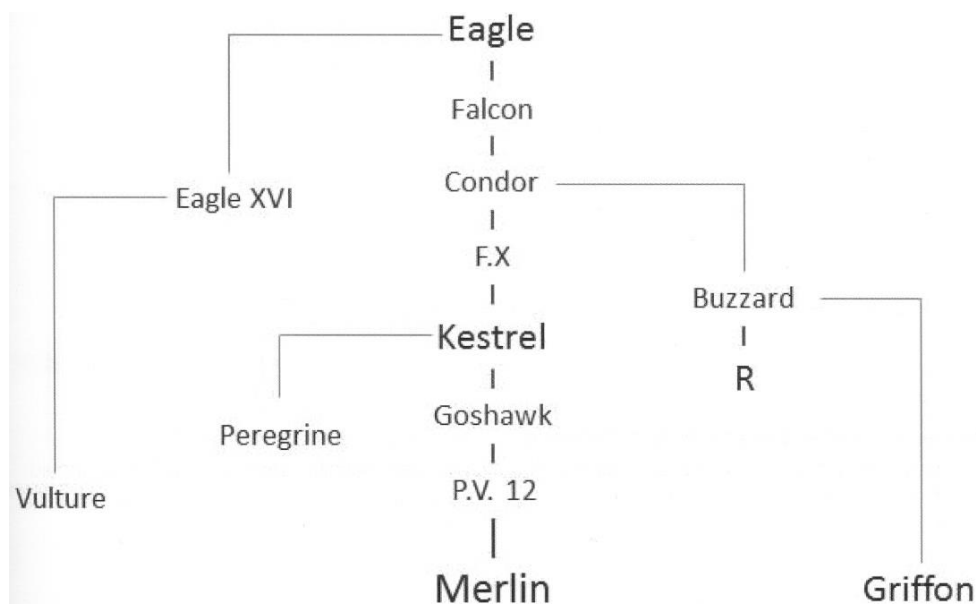 Eagle
Falcon
Condor
Eagle XVI
F.X
Buzzard
Kestrel
R
Goshawk
Peregrine
P.V. 12
Vulture
Merlin
Griffon